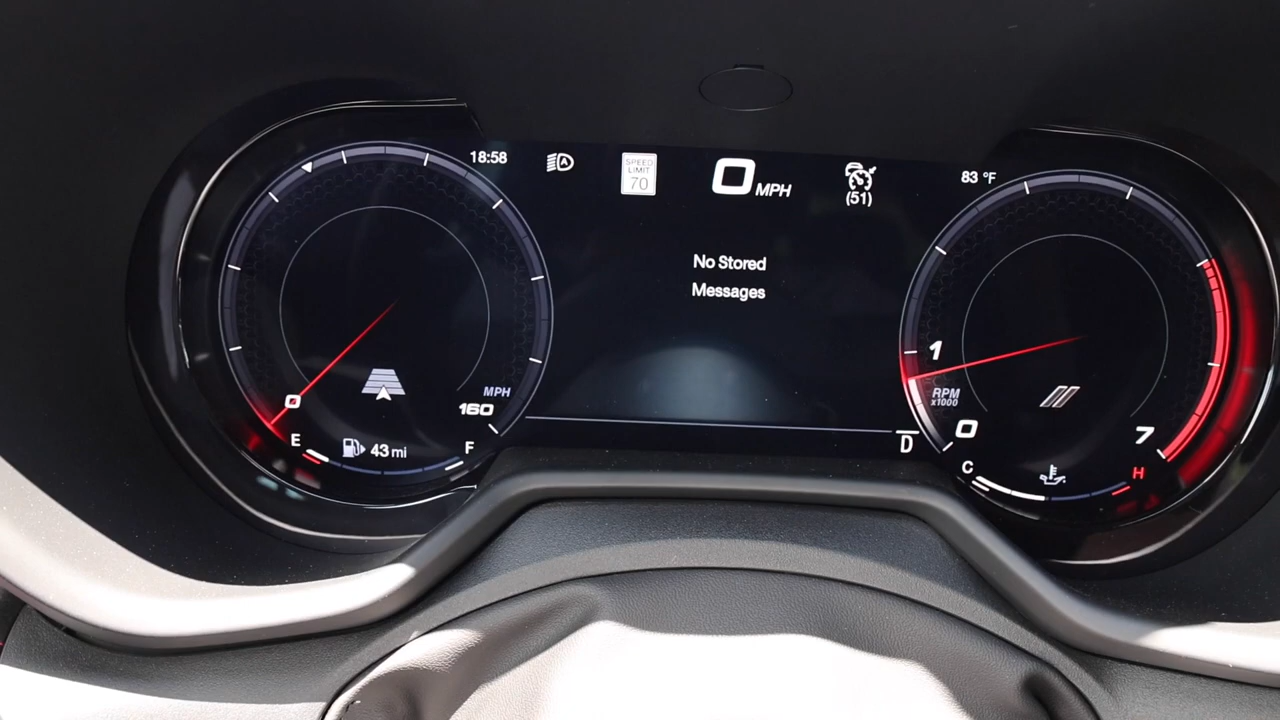 18:58
SPEED
LIMIT
70
0 MPH
(51)
83 °F
No Stored
Messages
A
0
MPH
160
E
43 mi
F
D
1
RPM
x1000
0
7
C
H